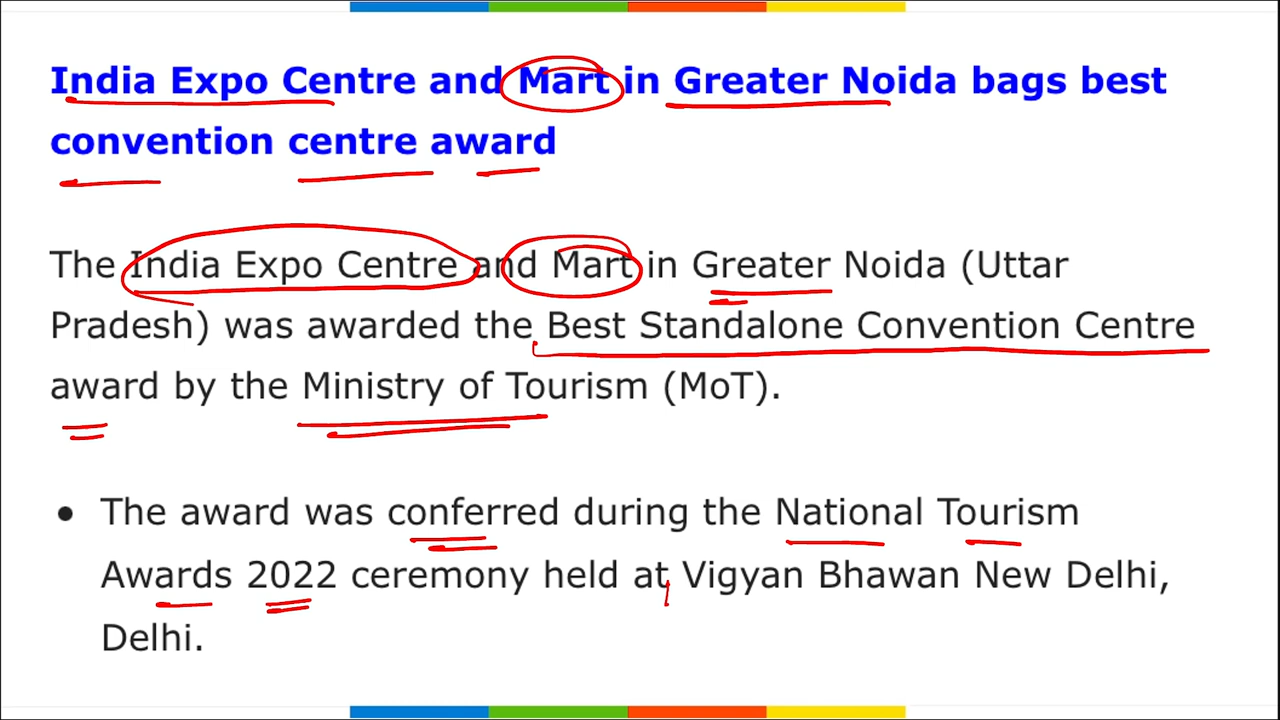 India Expo Centre and Mart in Greater Noida bags best
convention centre award
The India Expo Centre and Mart in Greater Noida (Uttar
Pradesh) was awarded the Best Standalone Convention Centre
award by the Ministry of Tourism (MoT).
● The award was conferred during the National Tourism
Awards 2022 ceremony held at Vigyan Bhawan New Delhi,
Delhi.